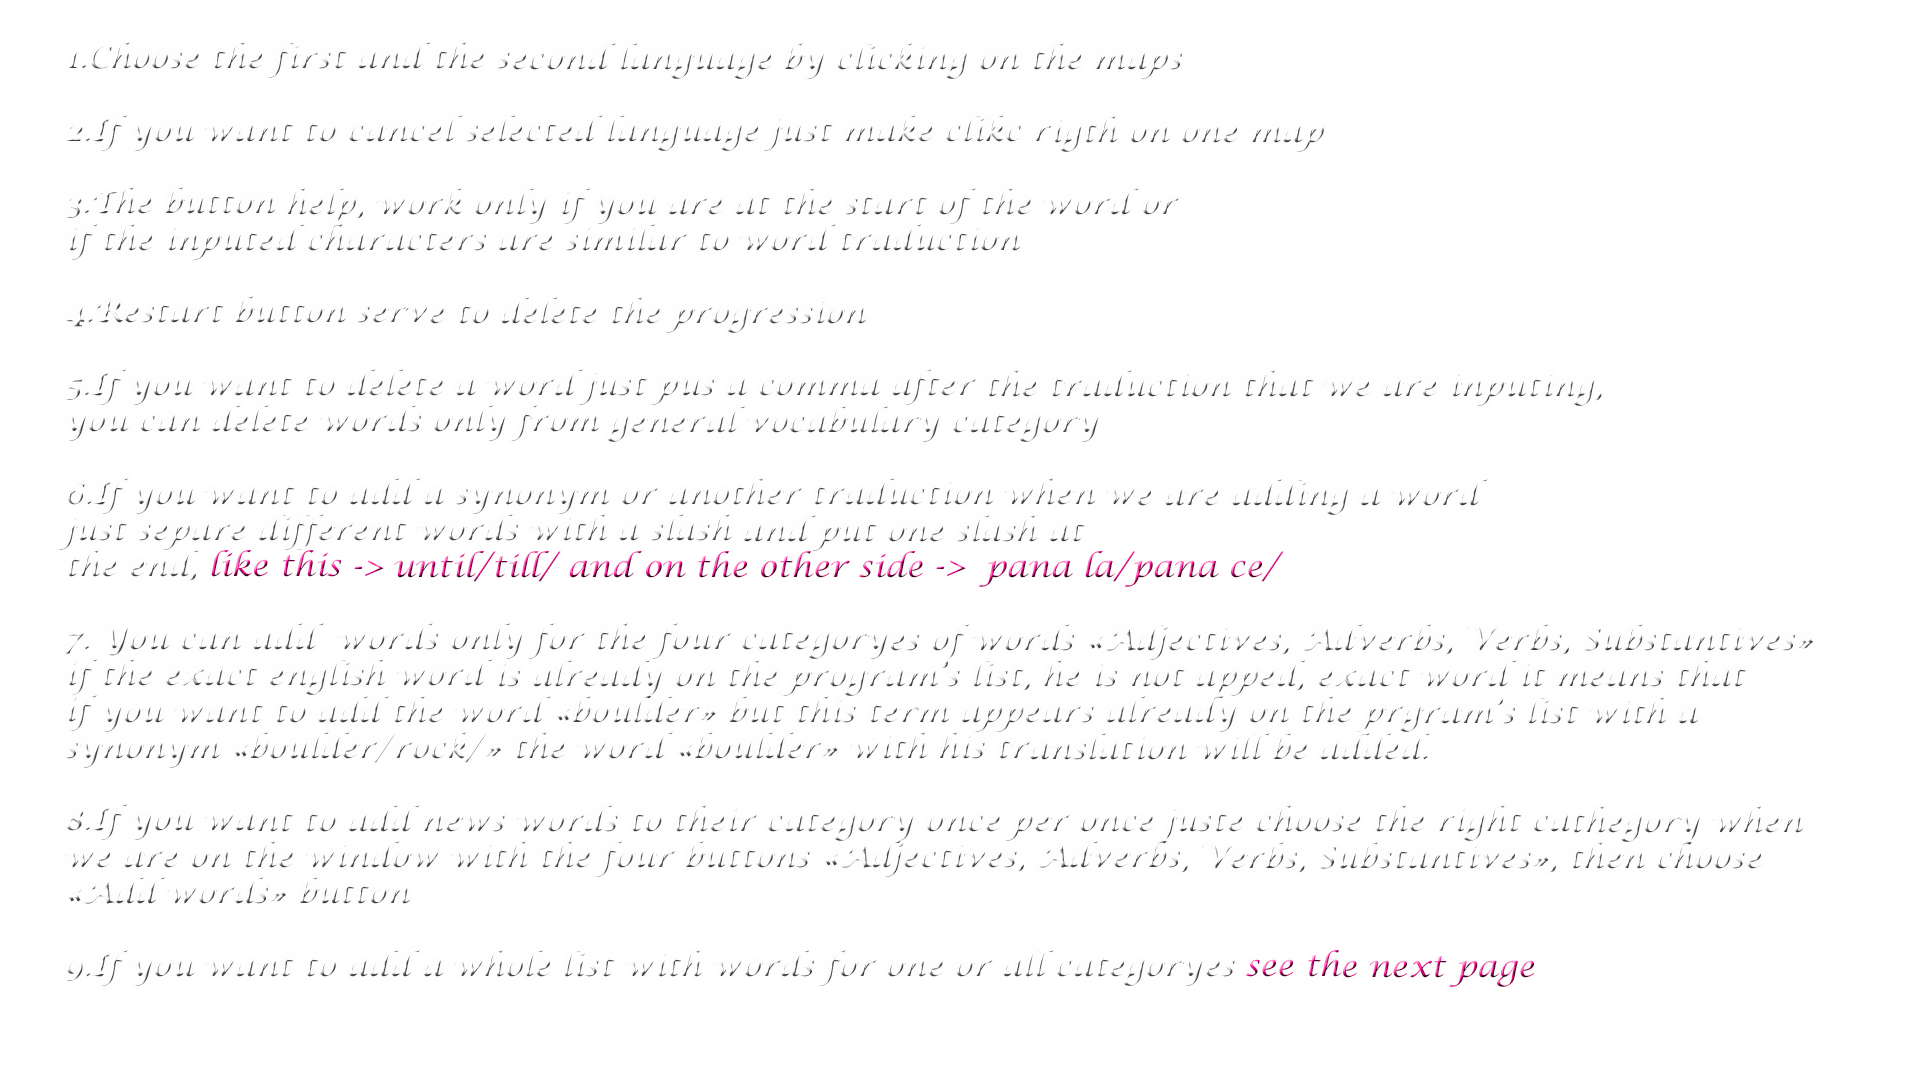 1.Choose the first and the second language by clicking on the maps
2.If you want to cancel selected language just make clikc rigth on one map
3.The button help, work only if you are at the start of the word or
if the inputed characters are similar to word traduction
4.Restart button serve to delete the progression
5.If you want to delete a word just pus a comma after the traduction that we are inputing,
you can delete words only from general vocabulary category
6.If you want to add a synonym or another traduction when we are adding a word
just separe different words with a slash and put one slash at
the end, like this -> until/till/ and on the other side -> pana la/pana ce/
7. You can add words only for the four categoryes of words «Adjectives, Adverbs, Verbs, Substantives»
if the exact english word is already on the program's list, he is not apped, exact word it means that
if you want to add the word «boulder» but this term appears already on the prgram's list with a
synonym «boulder/rock/» the word «boulder» with his translation will be added.
8.If you want to add news words to their category once per once juste choose the right cathegory when
we are on the window with the four buttons «Adjectives, Adverbs, Verbs, Substantives», then choose
«Add words» button
9.If you want to add a whole list with words for one or all categoryes see the next page